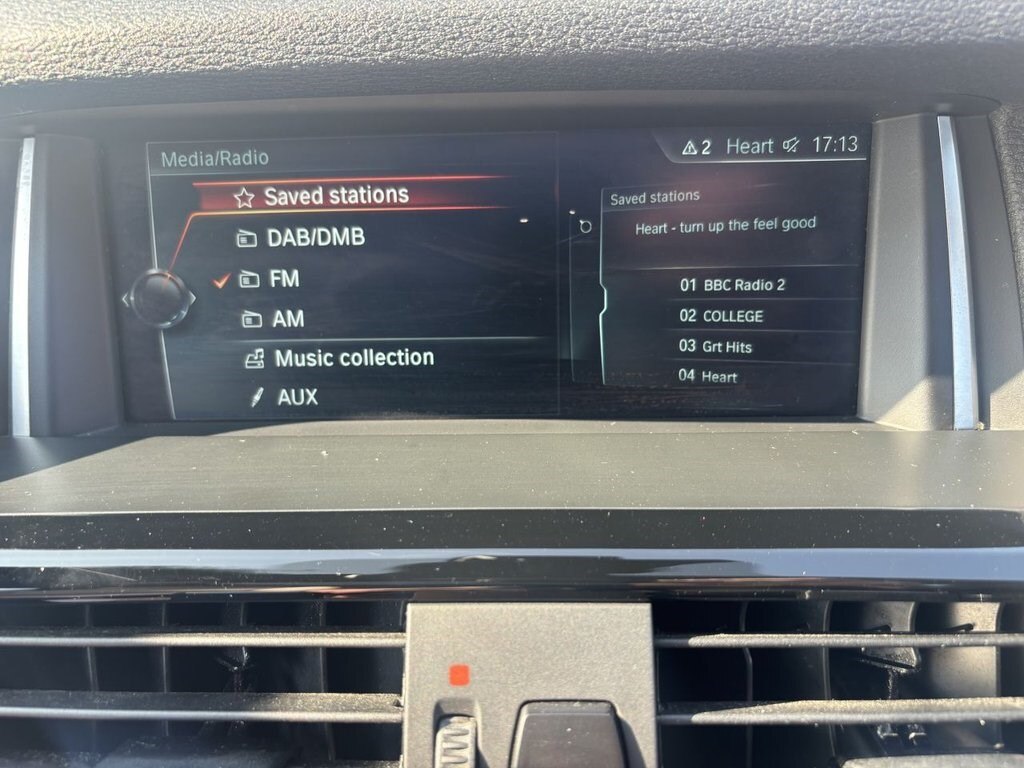 Media/Radio
2 Heart 17:13
Saved stations
DAB/DMB
FM
AM
Music collection
AUX
Saved stations
Heart - turn up the feel good
01 BBC Radio 2
02 COLLEGE
03 Grt Hits
04 Heart